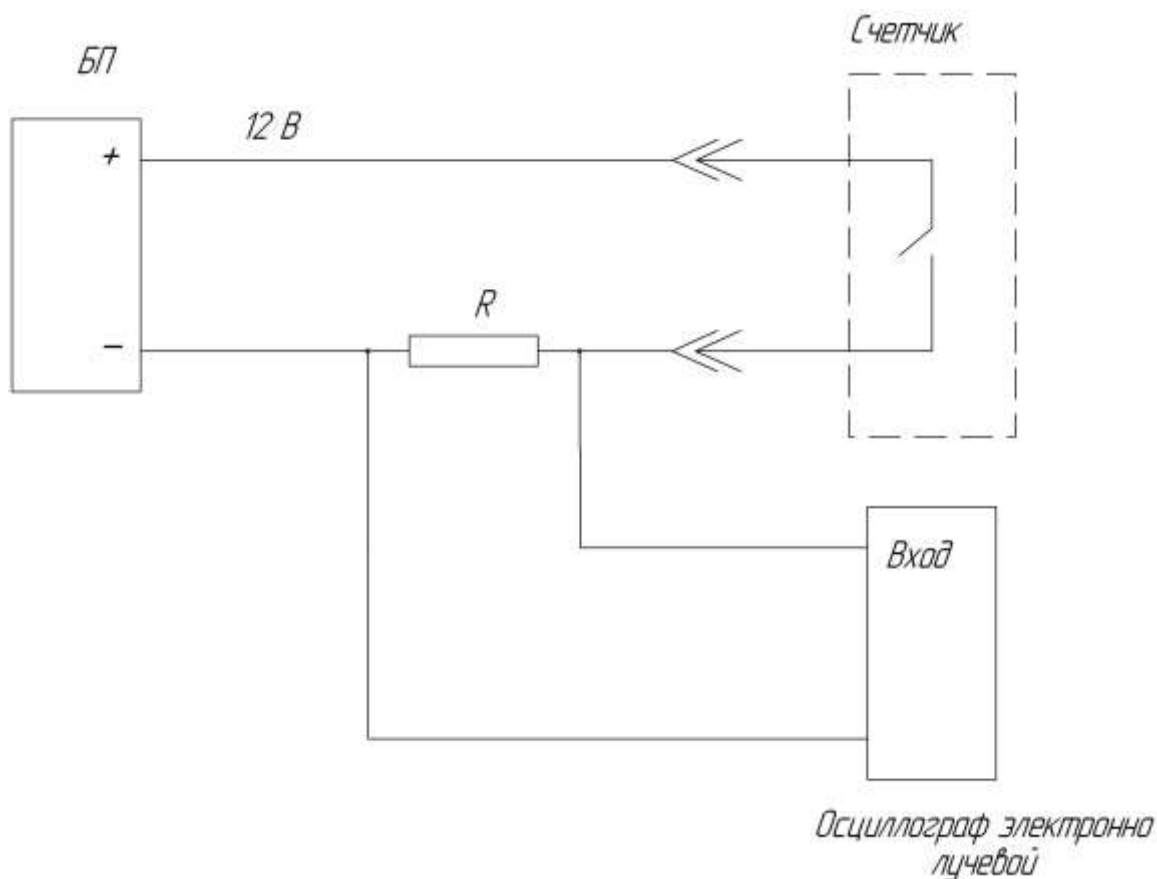 Счетчик
БП
12 В
+
R
−
Вход
Осциллограф электронно
лучевой